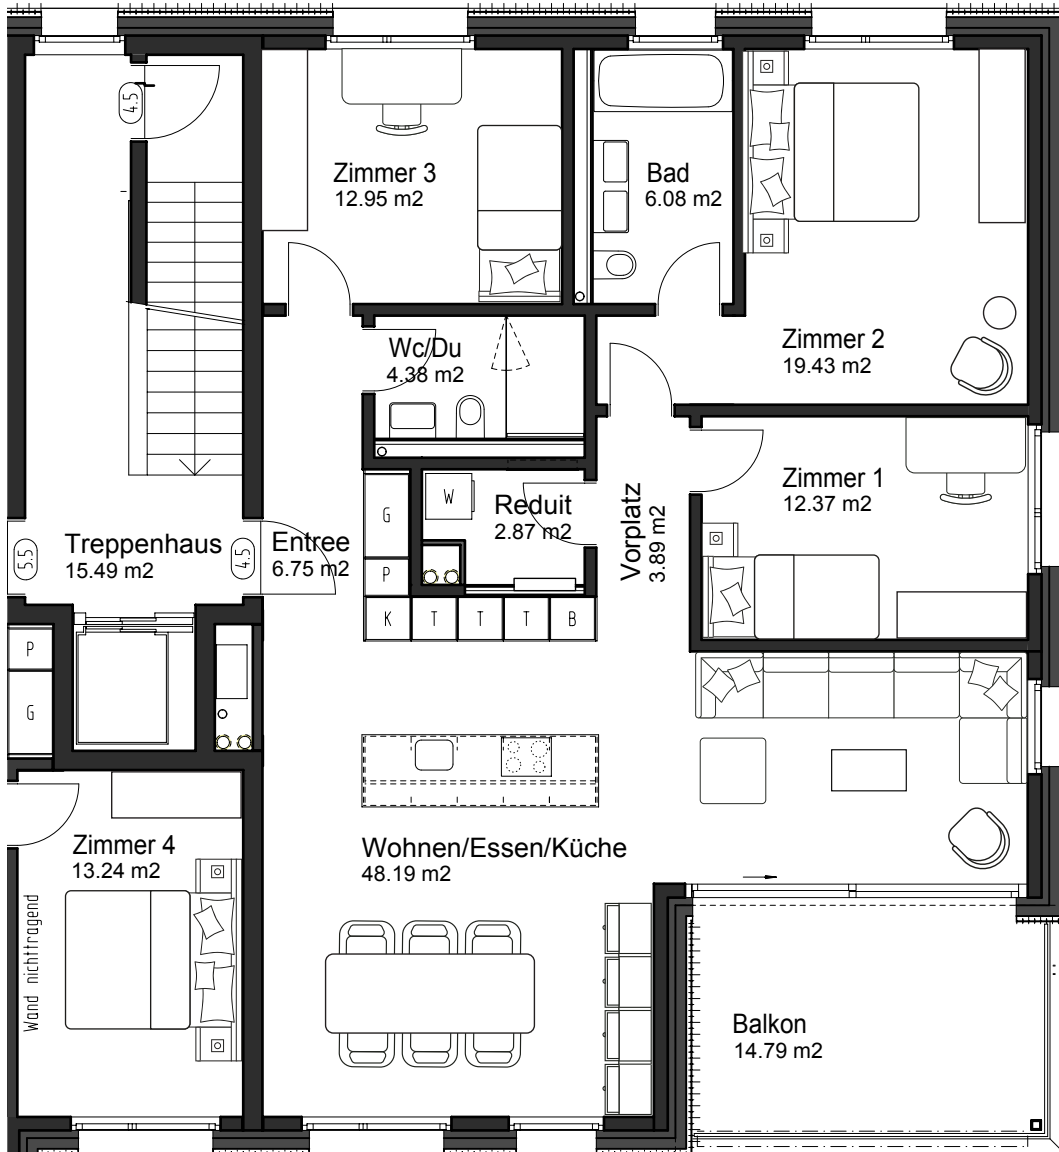 4.5
Zimmer 3
12.95 m2
Bad
6.08 m2
Zimmer 2
19.43 m2
Wc/Du
4.38 m2
Zimmer 1
12.37 m2
W
Reduit
2.87 m2
Vorplatz
3.89 m2
G
P
K T T T B
5.5
Treppenhaus
15.49 m2
4.5
Entree
6.75 m2
P
G
Zimmer 4
13.24 m2
Wand nichttragend
Wohnen/Essen/Küche
48.19 m2
Balkon
14.79 m2